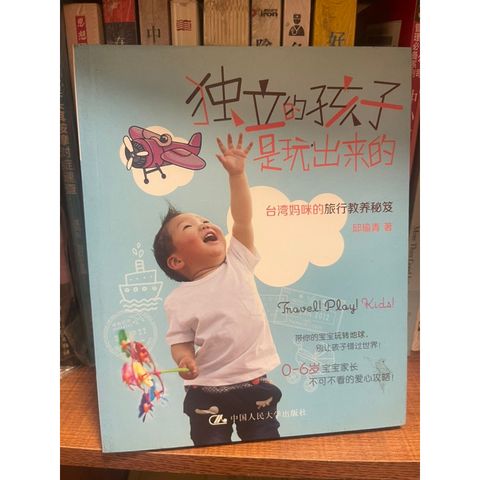 独立的孩子
是玩出来的
台湾妈咪的旅行教养秘笈
邱瑜青 著
Travel! Play! Kids!
带你的宝宝玩转地球,
别让孩子错过世界!
0-6岁宝宝家长
不可不看的爱心攻略!
中国人民大学出版社